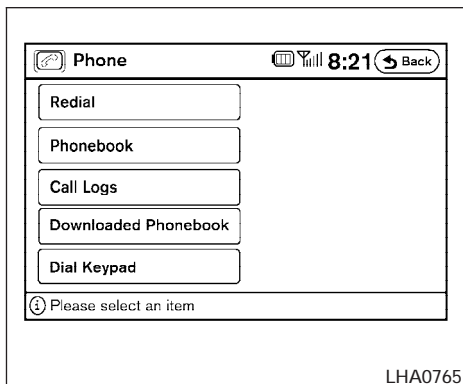 Phone 8:21 Back
Redial
Phonebook
Call Logs
Downloaded Phonebook
Dial Keypad
i Please select an item
LHA0765